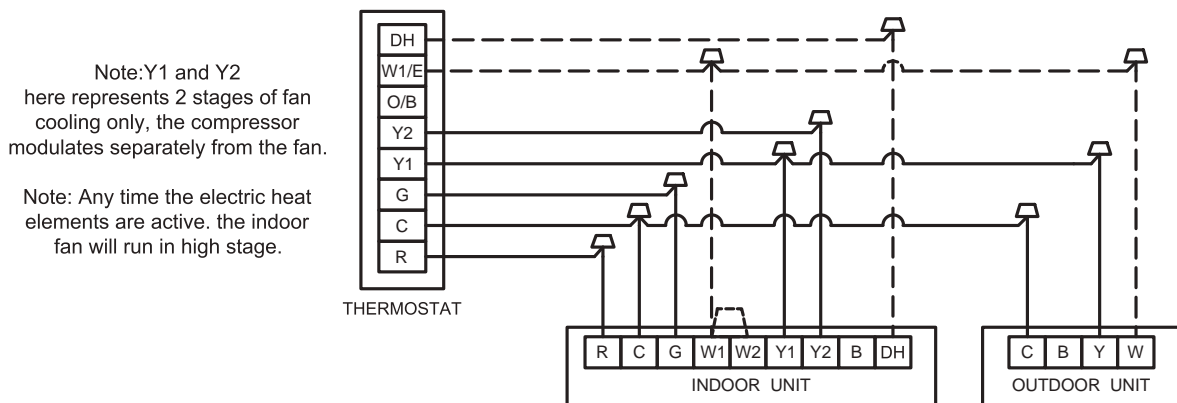 Note:Y1 and Y2
here represents 2 stages of fan
cooling only, the compressor
modulates separately from the fan.
Note: Any time the electric heat
elements are active. the indoor
fan will run in high stage.
DH
W1/E
O/B
Y2
Y1
G
C
R
THERMOSTAT
R C G W1 W2 Y1 Y2 B DH
INDOOR UNIT
C B Y W
OUTDOOR UNIT